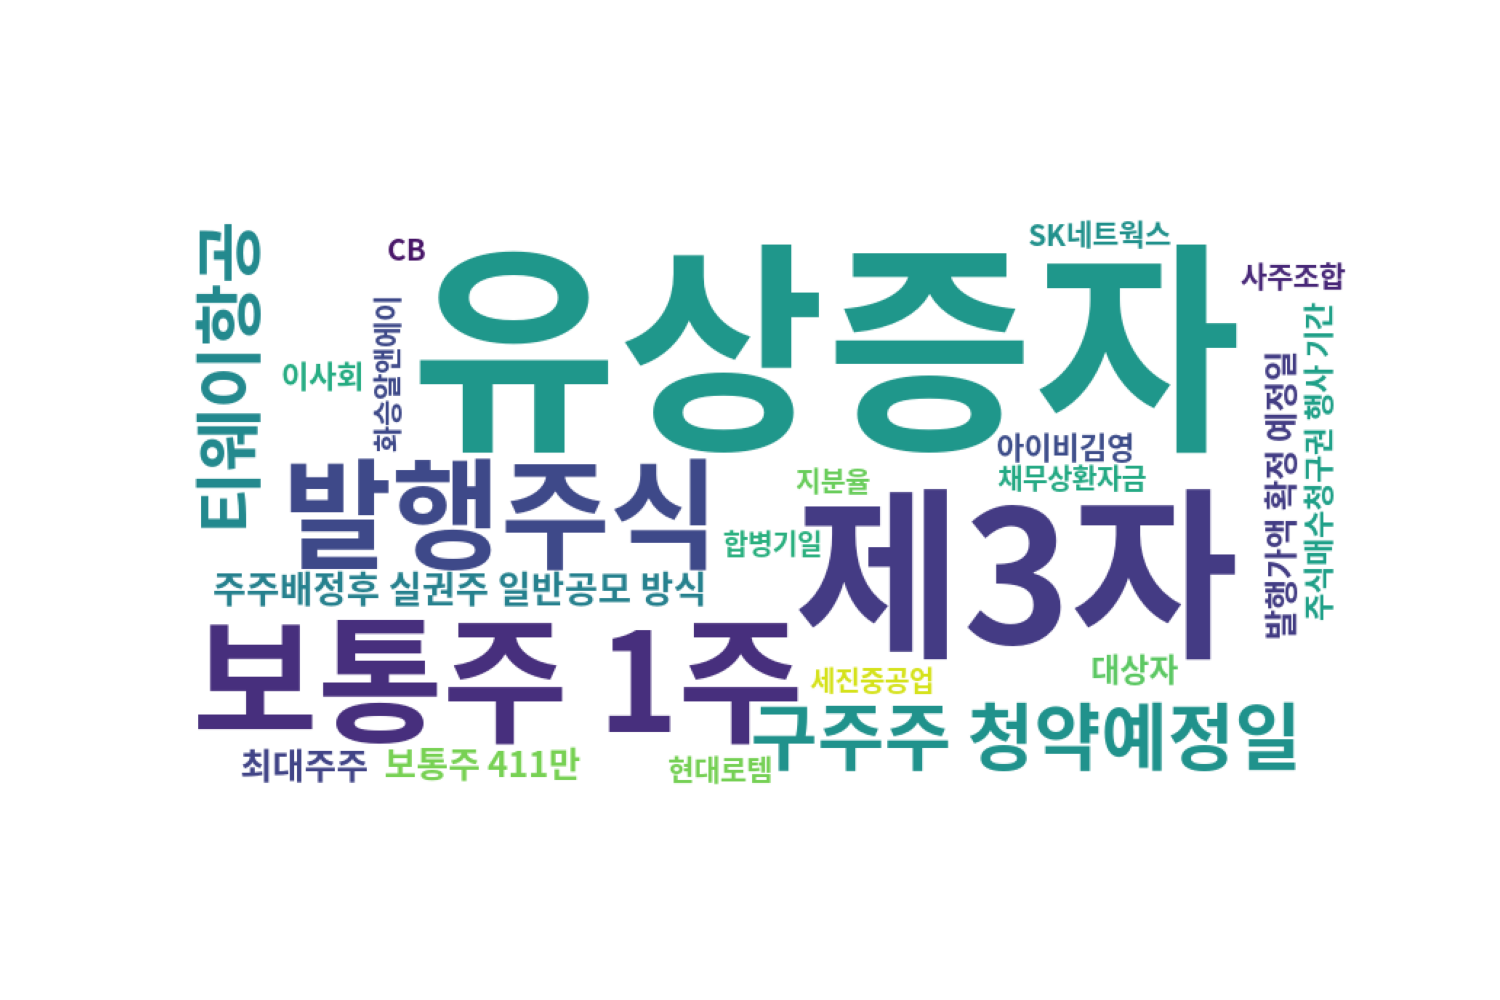 SK네트웍스
CB
유상증자
사주조합
티웨이항공
화승알앤에이
이사회
주식매수청구권 행사 기간
발행가액 확정 예정일
아이비김영
발행주식
지분율
채무상환자금
제3자
합병기일
주주배정후 실권주 일반공모 방식
보통주 1주
세진중공업
대상자
구주주 청약예정일
최대주주
보통주 411만
현대로템